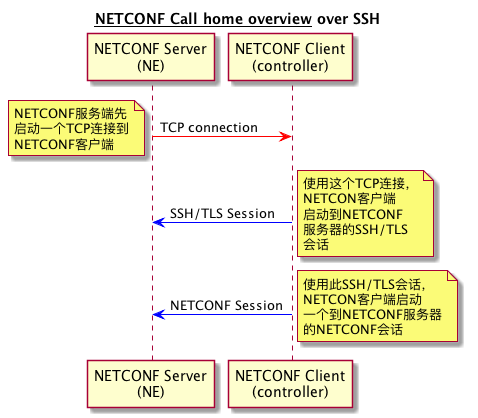 NETCONF Call home overview over SSH
NETCONF Server
(NE)
NETCONF Client
(controller)
NETCONF服务端先
启动一个TCP连接到
NETCONF客户端
TCP connection
使用这个TCP连接,
NETCON客户端
启动到NETCONF
服务器的SSH/TLS
会话
SSH/TLS Session
使用此SSH/TLS会话,
NETCON客户端启动
一个到NETCONF服务器
的NETCONF会话
NETCONF Session
NETCONF Server
(NE)
NETCONF Client
(controller)